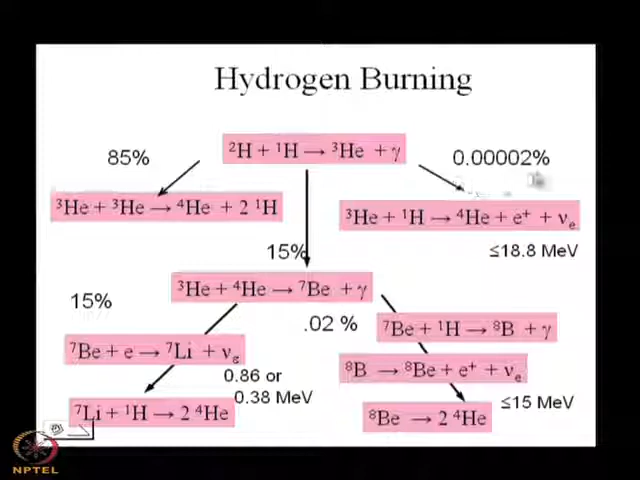 Hydrogen Burning
²H + ¹H → ³He + γ
85%
0.00002%
³He + ³He → ⁴He + 2 ¹H
³He + ¹H → ⁴He + e⁺ + νₑ
≤18.8 MeV
15%
³He + ⁴He → ⁷Be + γ
15%
.02 %
⁷Be + ¹H → ⁸B + γ
⁷Be + e → ⁷Li + νₑ
⁸B → ⁸Be + e⁺ + νₑ
0.86 or
0.38 MeV
≤15 MeV
⁷Li + ¹H → 2 ⁴He
⁸Be → 2 ⁴He
NPTEL